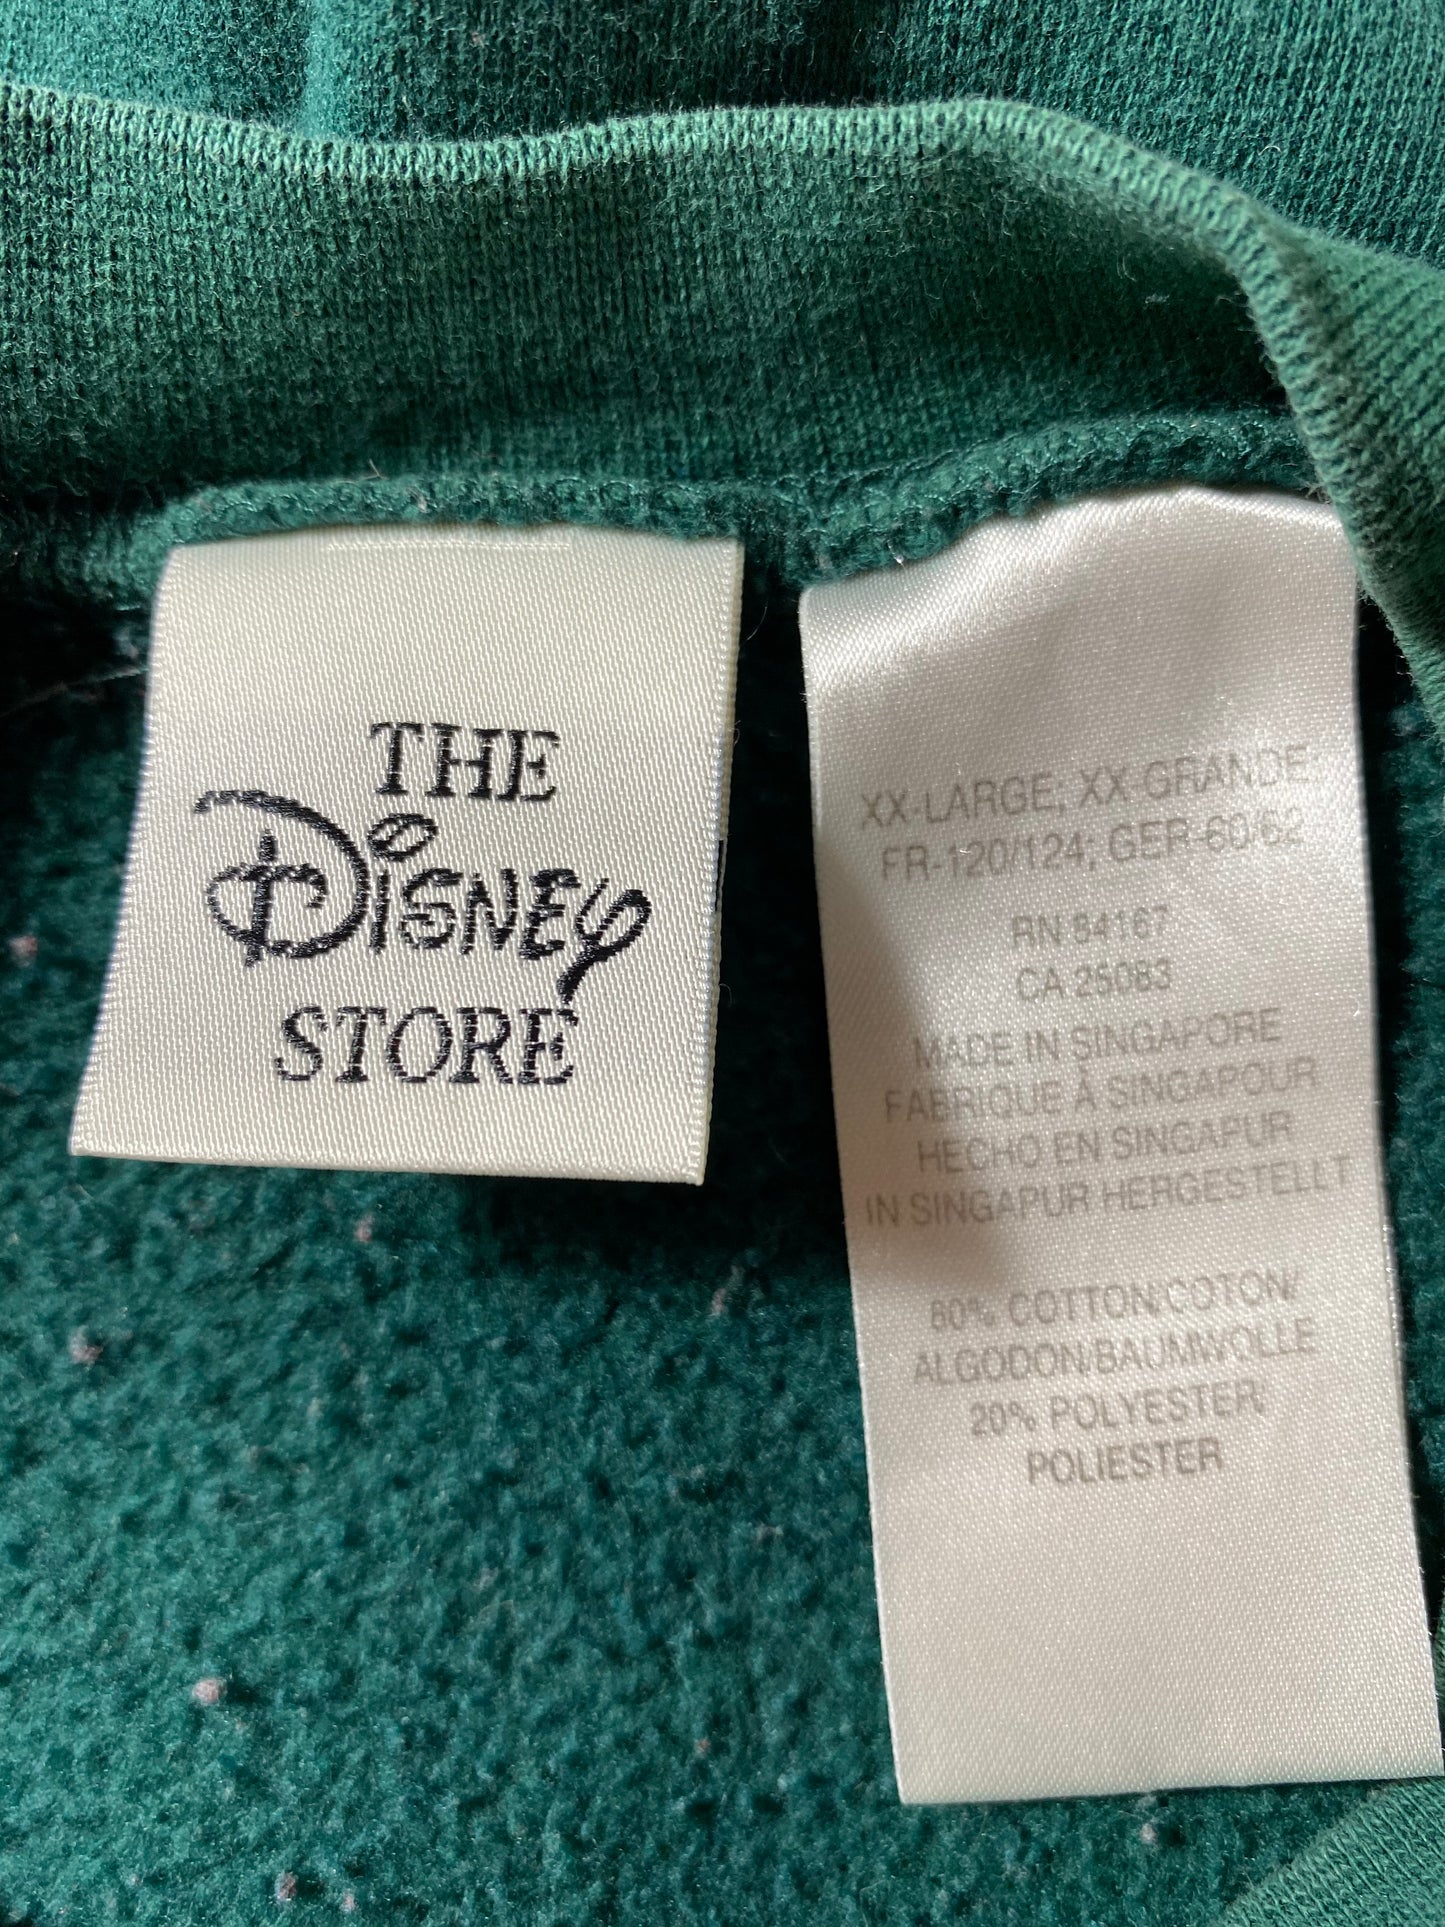 THE
DISNEY
STORE
XX-LARGE; XX GRANDE;
FR-120/124; GER-60/62
RN 84167
CA 25083
MADE IN SINGAPORE
FABRIQUE À SINGAPOUR
HECHO EN SINGAPUR
IN SINGAPUR HERGESTELLT
80% COTTON/COTON/
ALGODON/BAUMWOLLE
20% POLYESTER/
POLIESTER